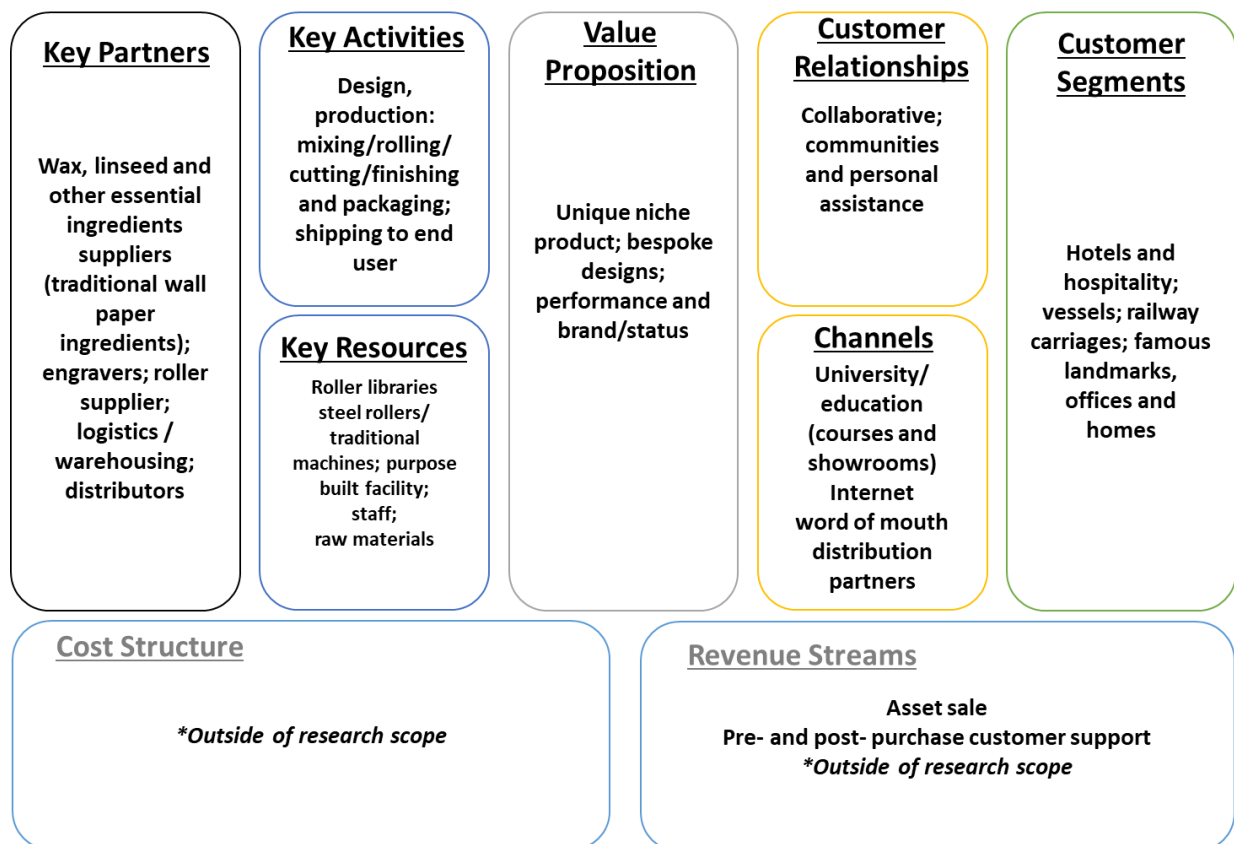 Key Partners
Wax, linseed and
other essential
ingredients
suppliers
(traditional wall
paper
ingredients);
engravers; roller
supplier;
logistics /
warehousing;
distributors
Key Activities
Design,
production:
mixing/rolling/
cutting/finishing
and packaging;
shipping to end
user
Key Resources
Roller libraries
steel rollers/
traditional
machines; purpose
built facility;
staff;
raw materials
Value
Proposition
Unique niche
product; bespoke
designs;
performance and
brand/status
Customer
Relationships
Collaborative;
communities
and personal
assistance
Channels
University/
education
(courses and
showrooms)
Internet
word of mouth
distribution
partners
Customer
Segments
Hotels and
hospitality;
vessels; railway
carriages; famous
landmarks,
offices and
homes
Cost Structure
*Outside of research scope
Revenue Streams
Asset sale
Pre- and post- purchase customer support
*Outside of research scope